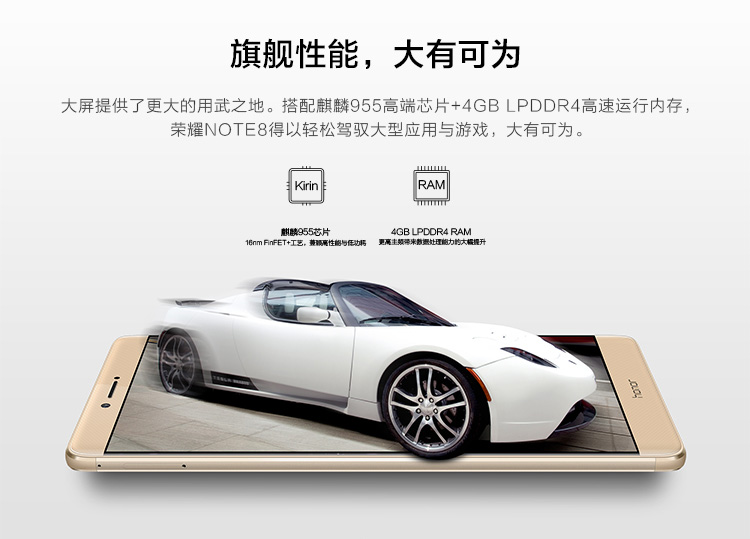 旗舰性能，大有可为
大屏提供了更大的用武之地。搭配麒麟955高端芯片+4GB LPDDR4高速运行内存，
荣耀NOTE8得以轻松驾驭大型应用与游戏，大有可为。
Kirin
RAM
麒麟955芯片
16nm FinFET+工艺，兼顾高性能与低功耗
4GB LPDDR4 RAM
更高主频带来数据处理能力的大幅提升
honor